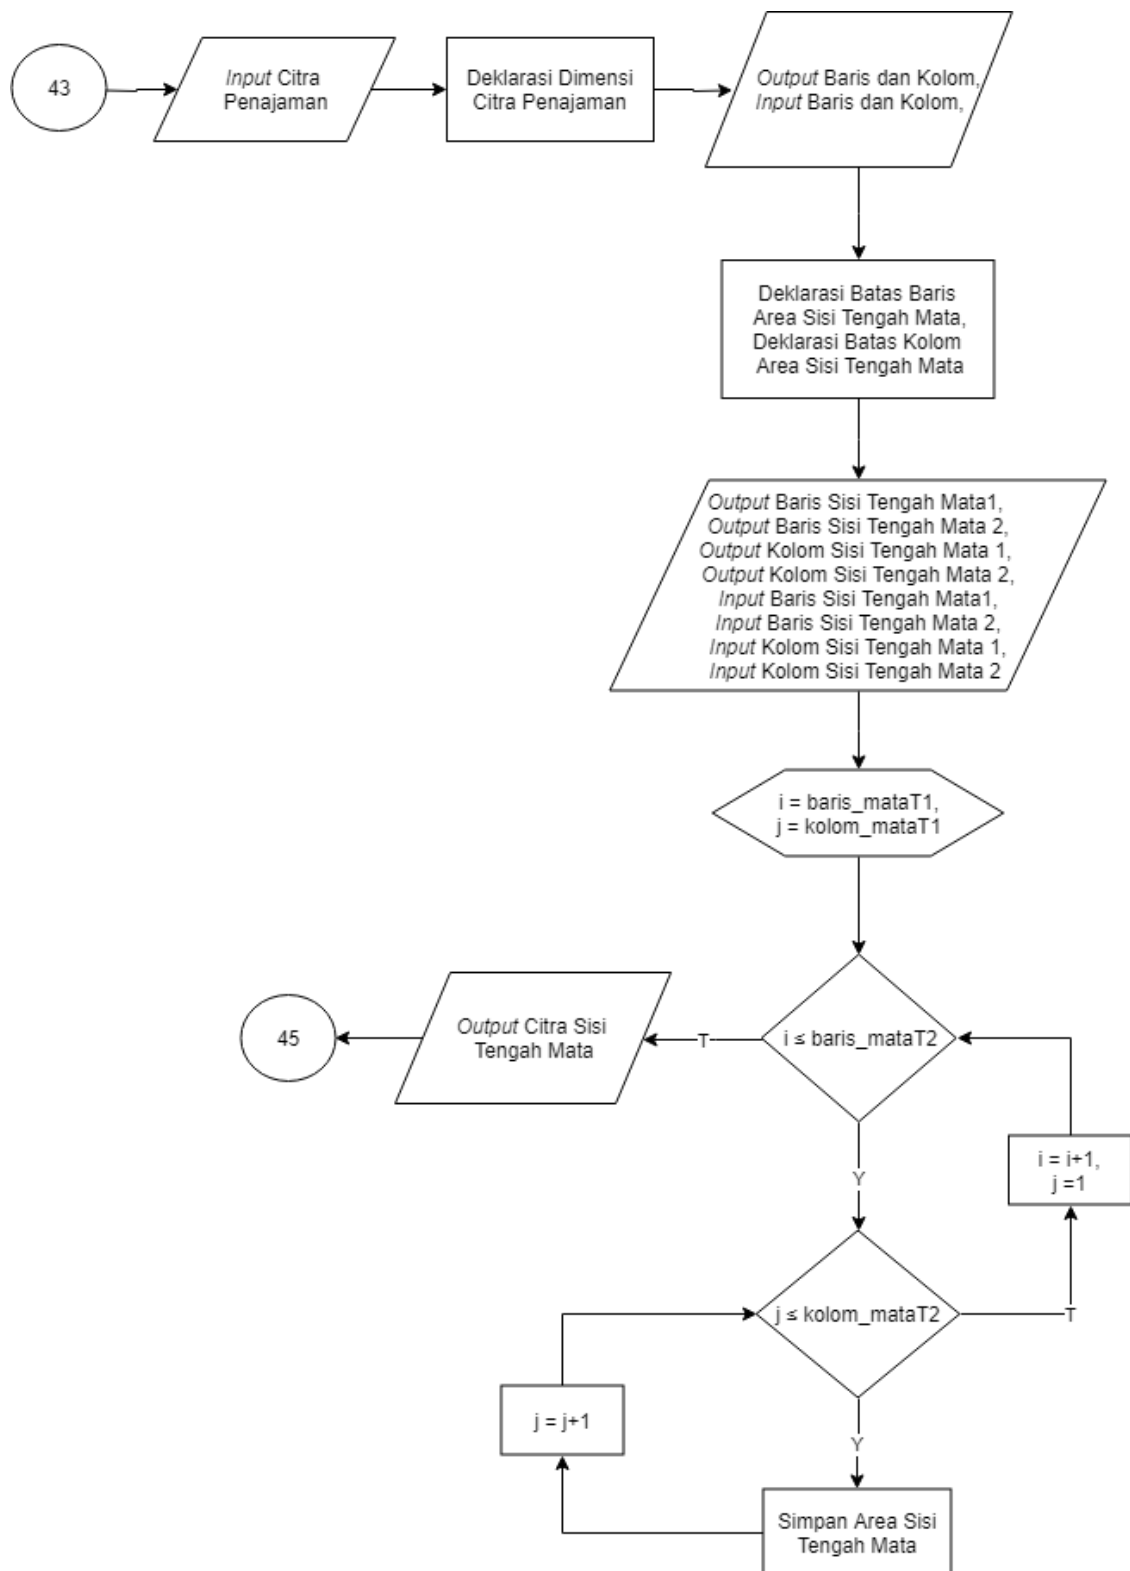 43
Input Citra
Penajaman
Deklarasi Dimensi
Citra Penajaman
Output Baris dan Kolom,
Input Baris dan Kolom,
Deklarasi Batas Baris
Area Sisi Tengah Mata,
Deklarasi Batas Kolom
Area Sisi Tengah Mata
Output Baris Sisi Tengah Mata1,
Output Baris Sisi Tengah Mata 2,
Output Kolom Sisi Tengah Mata 1,
Output Kolom Sisi Tengah Mata 2,
Input Baris Sisi Tengah Mata1,
Input Baris Sisi Tengah Mata 2,
Input Kolom Sisi Tengah Mata 1,
Input Kolom Sisi Tengah Mata 2
i = baris_mataT1,
j = kolom_mataT1
i ≤ baris_mataT2
T
Output Citra Sisi
Tengah Mata
45
Y
i = i+1,
j =1
j ≤ kolom_mataT2
T
j = j+1
Y
Simpan Area Sisi
Tengah Mata